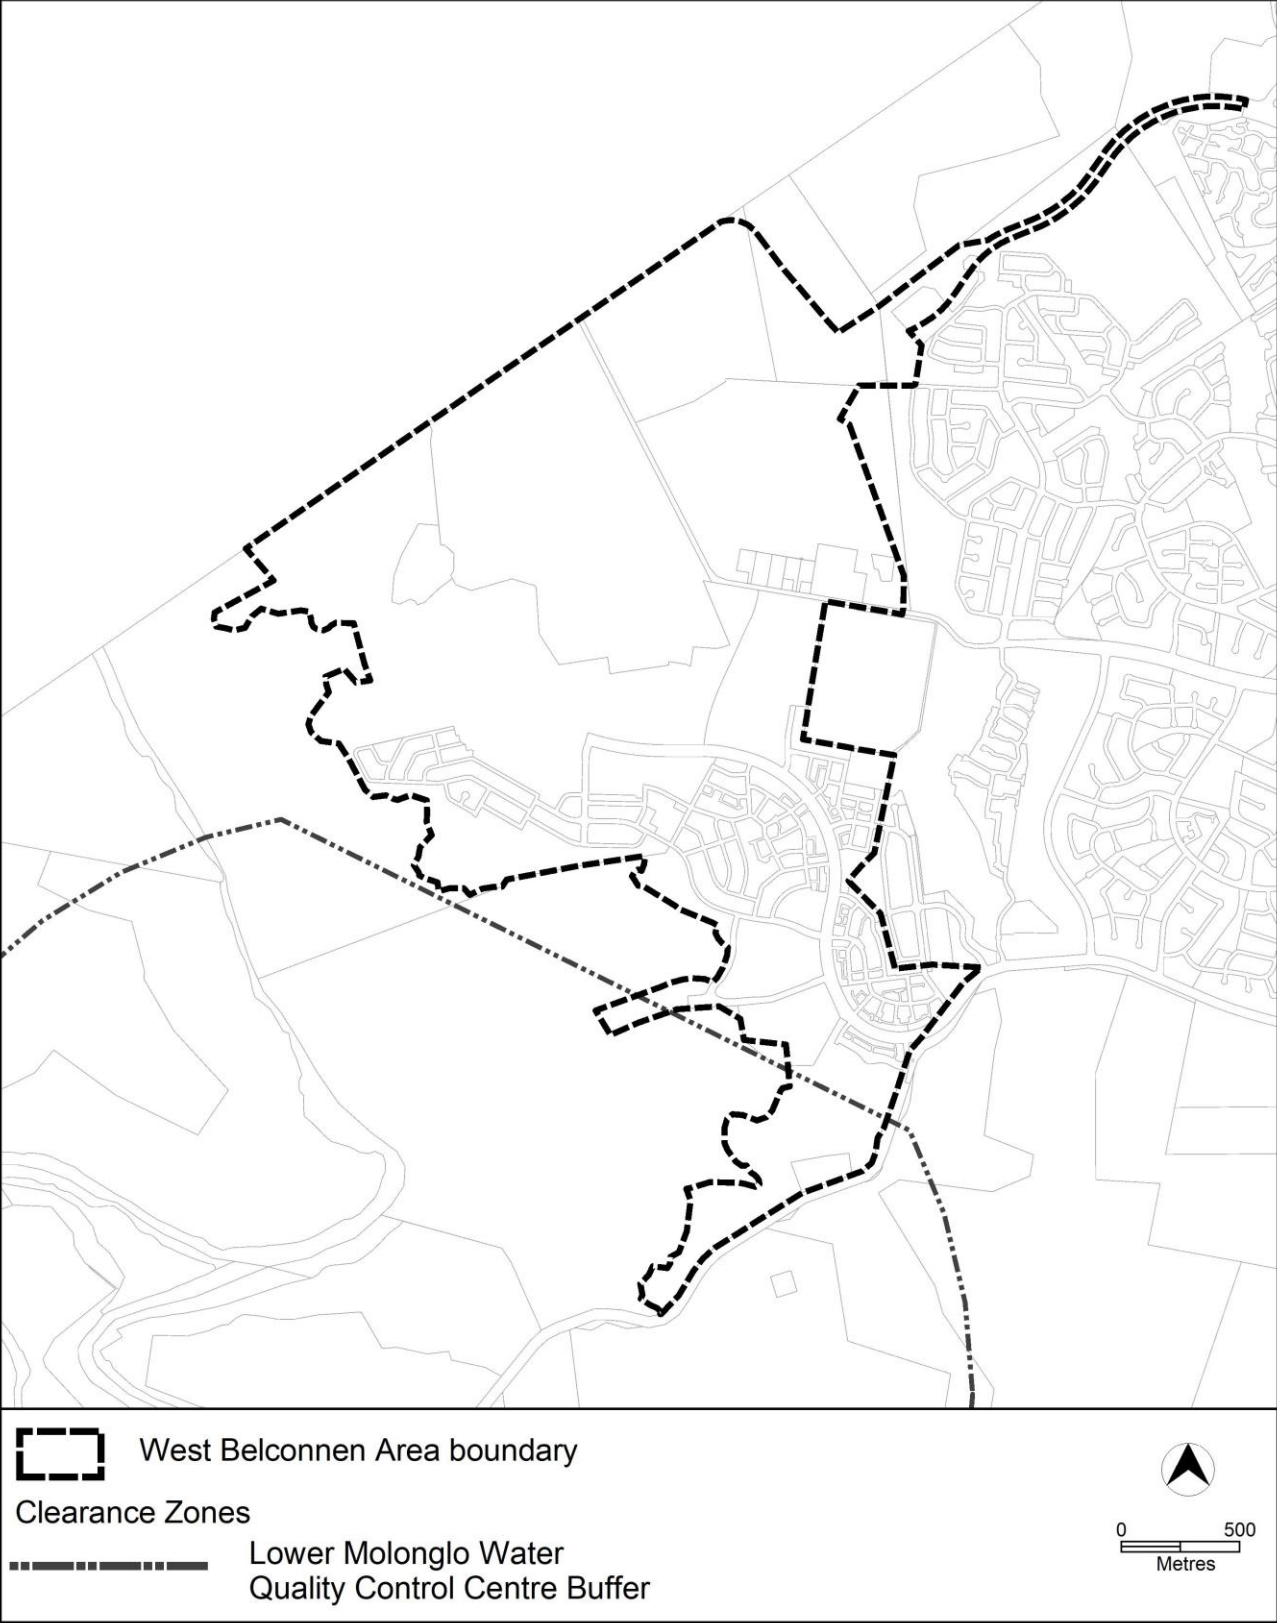 West Belconnen Area boundary
Clearance Zones
Lower Molonglo Water
Quality Control Centre Buffer
0 500
Metres